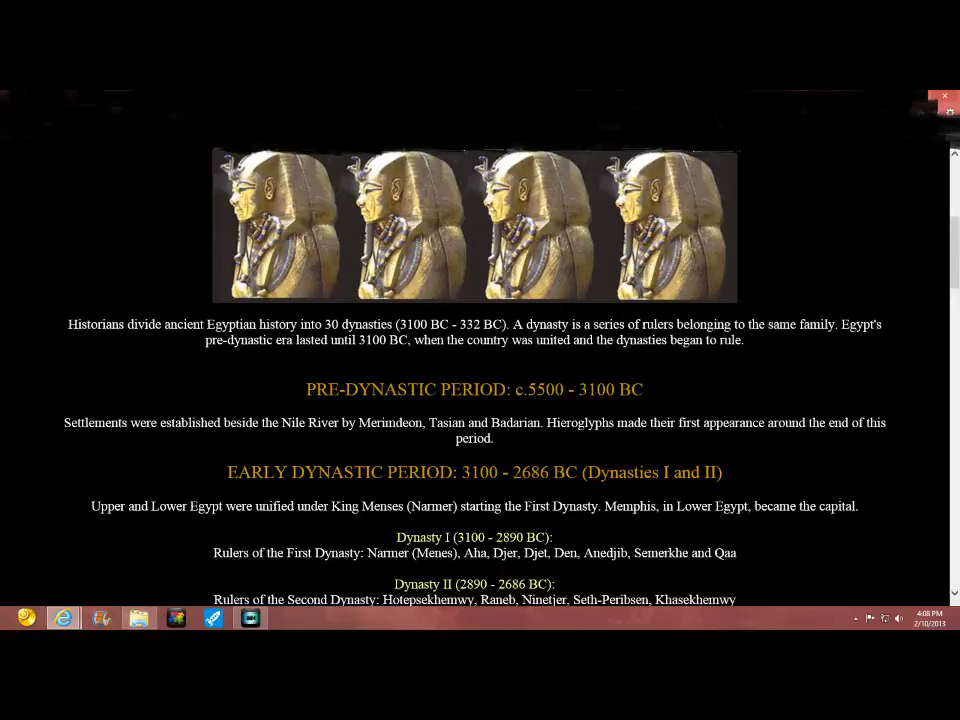 Historians divide ancient Egyptian history into 30 dynasties (3100 BC - 332 BC). A dynasty is a series of rulers belonging to the same family. Egypt's
pre-dynastic era lasted until 3100 BC, when the country was united and the dynasties began to rule.
PRE-DYNASTIC PERIOD: c.5500 - 3100 BC
Settlements were established beside the Nile River by Merimdeon, Tasian and Badarian. Hieroglyphs made their first appearance around the end of this
period.
EARLY DYNASTIC PERIOD: 3100 - 2686 BC (Dynasties I and II)
Upper and Lower Egypt were unified under King Menses (Narmer) starting the First Dynasty. Memphis, in Lower Egypt, became the capital.
Dynasty I (3100 - 2890 BC):
Rulers of the First Dynasty: Narmer (Menes), Aha, Djer, Djet, Den, Anedjib, Semerkhe and Qaa
Dynasty II (2890 - 2686 BC):
Rulers of the Second Dynasty: Hotepsekhemwy, Raneb, Ninetjer, Seth-Peribsen, Khasekhemwy
4:08 PM
2/10/2013